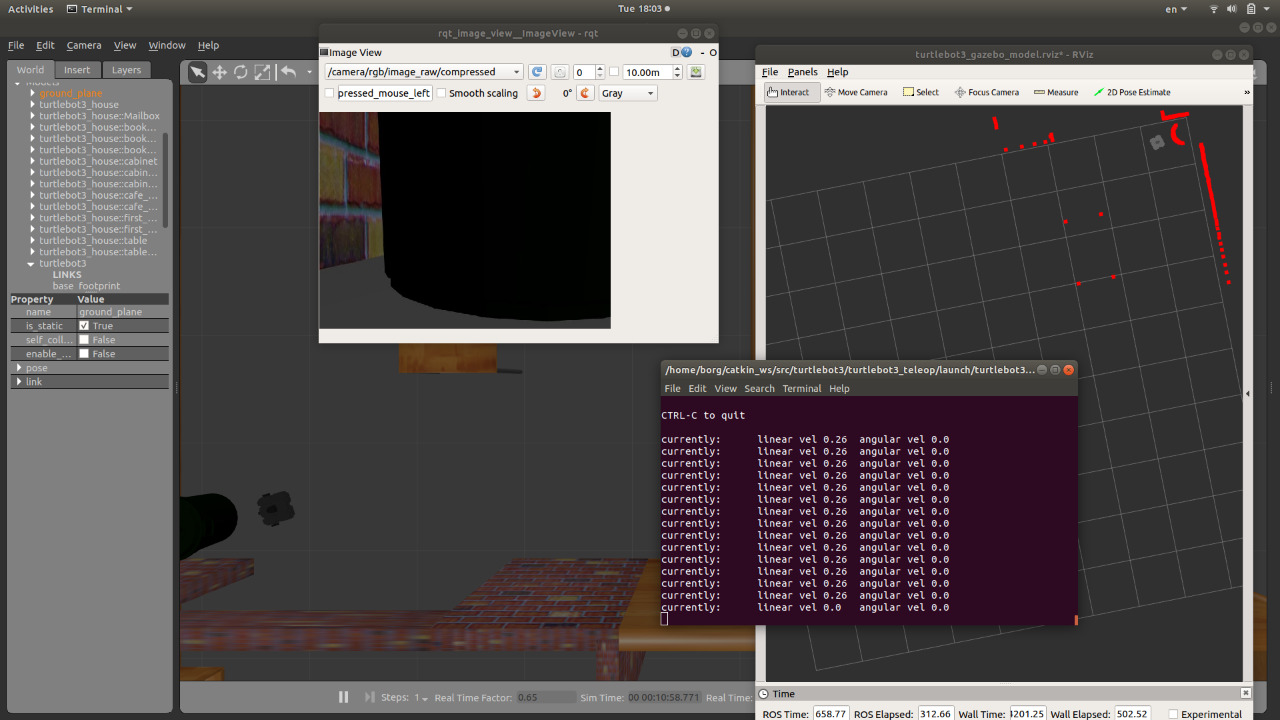 Activities
Terminal
Tue 18:03
en
File Edit Camera View Window Help
World Insert Layers
ground_plane
turtlebot3_house
turtlebot3_house::Mailbox
turtlebot3_house::book...
turtlebot3_house::book...
turtlebot3_house::book...
turtlebot3_house::cabinet
turtlebot3_house::cabin...
turtlebot3_house::cabin...
turtlebot3_house::cafe_...
turtlebot3_house::cafe_...
turtlebot3_house::first_...
turtlebot3_house::first_...
turtlebot3_house::table
turtlebot3_house::table...
turtlebot3
LINKS
base_footprint
Property Value
name ground_plane
is_static True
self_coll... False
enable_... False
pose
link
Steps: 1 Real Time Factor: 0.65 Sim Time: 00 00:10:58.771 Real Time:
rqt_image_view__ImageView - rqt
Image View
D - O
/camera/rgb/image_raw/compressed 0 10.00m
pressed_mouse_left Smooth scaling 0° Gray
turtlebot3_gazebo_model.rviz* - RViz
File Panels Help
Interact Move Camera Select Focus Camera Measure 2D Pose Estimate »
/home/borg/catkin_ws/src/turtlebot3/turtlebot3_teleop/launch/turtlebot3...
File Edit View Search Terminal Help
CTRL-C to quit
currently: linear vel 0.26 angular vel 0.0
currently: linear vel 0.26 angular vel 0.0
currently: linear vel 0.26 angular vel 0.0
currently: linear vel 0.26 angular vel 0.0
currently: linear vel 0.26 angular vel 0.0
currently: linear vel 0.26 angular vel 0.0
currently: linear vel 0.26 angular vel 0.0
currently: linear vel 0.26 angular vel 0.0
currently: linear vel 0.26 angular vel 0.0
currently: linear vel 0.26 angular vel 0.0
currently: linear vel 0.26 angular vel 0.0
currently: linear vel 0.26 angular vel 0.0
currently: linear vel 0.26 angular vel 0.0
currently: linear vel 0.26 angular vel 0.0
currently: linear vel 0.0 angular vel 0.0
Time
ROS Time: 658.77 ROS Elapsed: 312.66 Wall Time: 4201.25 Wall Elapsed: 502.52 Experimental